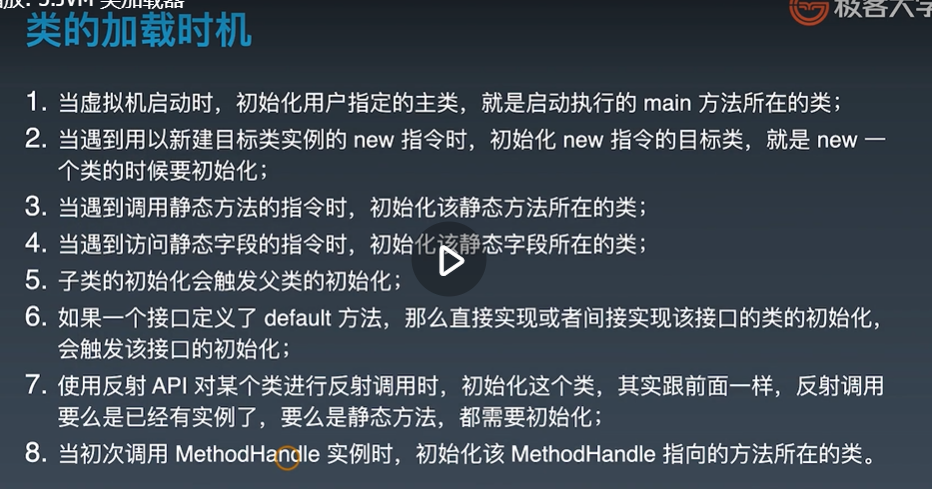 放: 5.JVM 类加载器
极客大学
类的加载时机
1. 当虚拟机启动时，初始化用户指定的主类，就是启动执行的 main 方法所在的类；
2. 当遇到用以新建目标类实例的 new 指令时，初始化 new 指令的目标类，就是 new 一
个类的时候要初始化；
3. 当遇到调用静态方法的指令时，初始化该静态方法所在的类；
4. 当遇到访问静态字段的指令时，初始化该静态字段所在的类；
5. 子类的初始化会触发父类的初始化；
6. 如果一个接口定义了 default 方法，那么直接实现或者间接实现该接口的类的初始化，
会触发该接口的初始化；
7. 使用反射 API 对某个类进行反射调用时，初始化这个类，其实跟前面一样，反射调用
要么是已经有实例了，要么是静态方法，都需要初始化；
8. 当初次调用 MethodHandle 实例时，初始化该 MethodHandle 指向的方法所在的类。